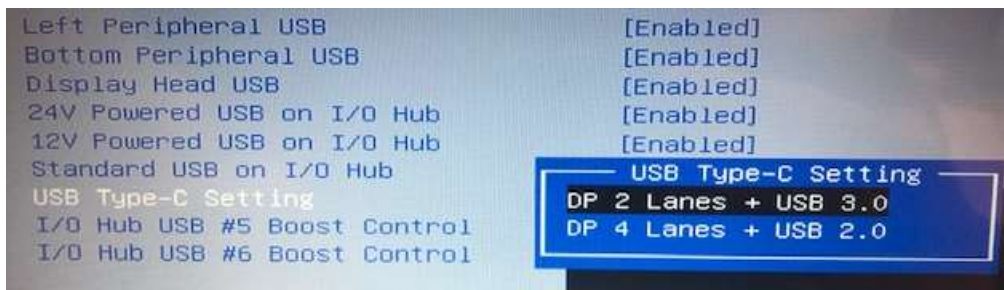 Left Peripheral USB [Enabled]
Bottom Peripheral USB [Enabled]
Display Head USB [Enabled]
24V Powered USB on I/O Hub [Enabled]
12V Powered USB on I/O Hub [Enabled]
Standard USB on I/O Hub
USB Type-C Setting
I/O Hub USB #5 Boost Control
I/O Hub USB #6 Boost Control
USB Type-C Setting
DP 2 Lanes + USB 3.0
DP 4 Lanes + USB 2.0